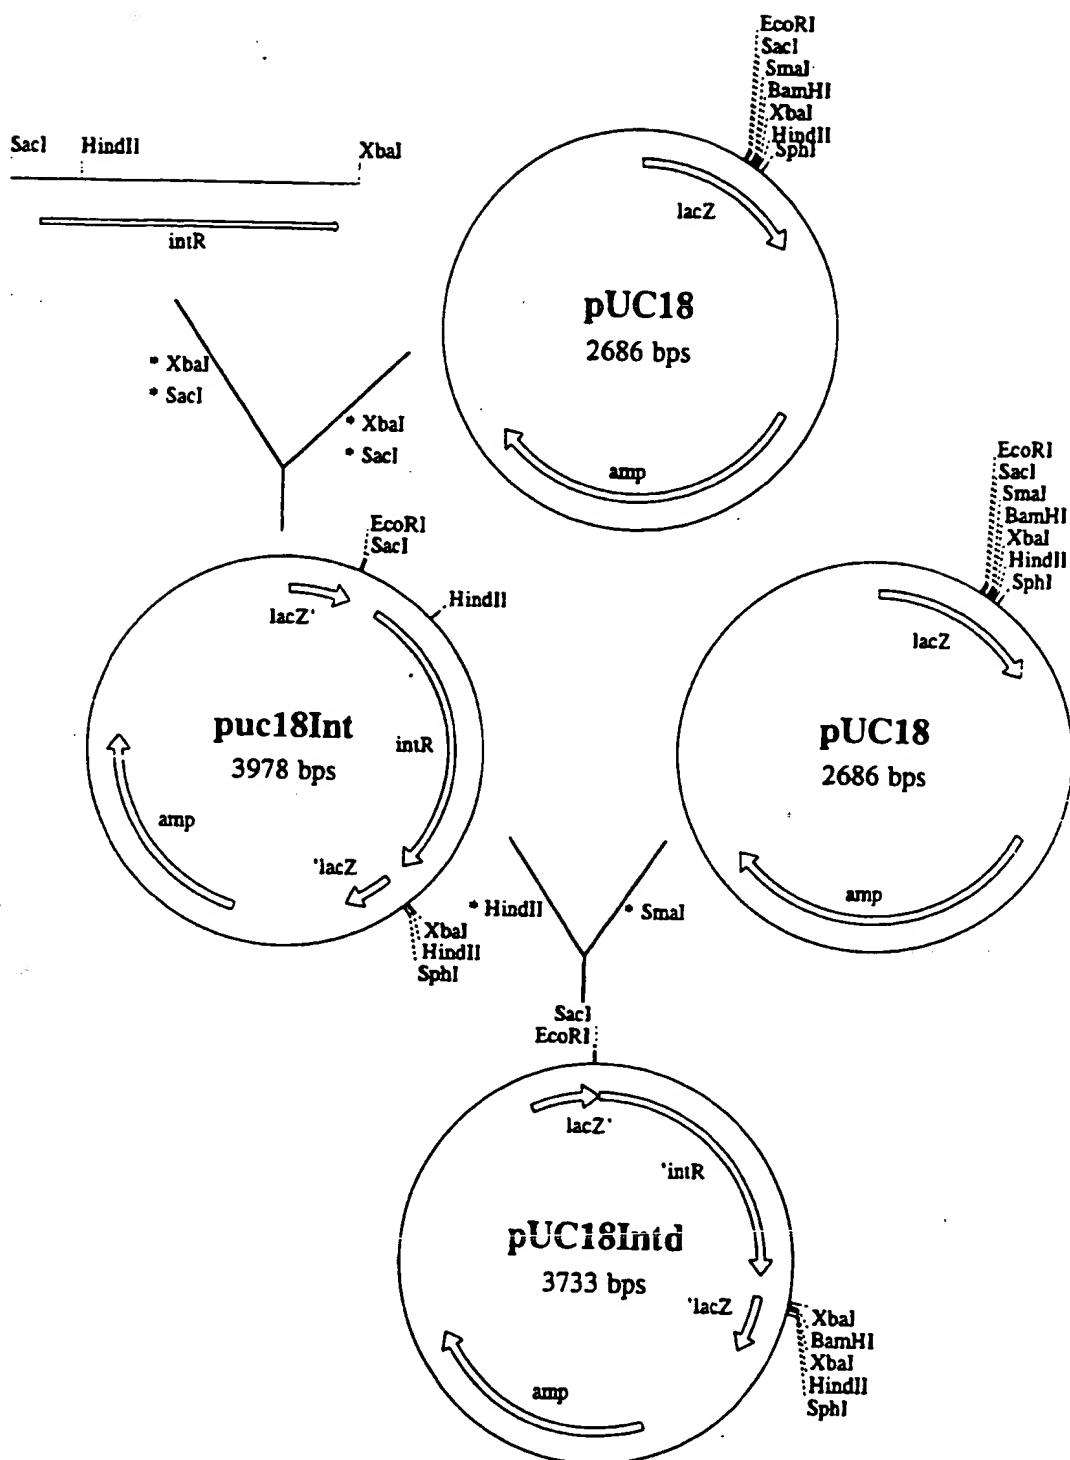 EcoRI
SacI
SmaI
BamHI
XbaI
HindII
SphI
SacI HindII XbaI
intR
lacZ
pUC18
2686 bps
amp
* XbaI
* SacI
* XbaI
* SacI
EcoRI
SacI
HindII
lacZ'
puc18Int
3978 bps
intR
amp
'lacZ
XbaI
HindII
SphI
EcoRI
SacI
SmaI
BamHI
XbaI
HindII
SphI
lacZ
pUC18
2686 bps
amp
* HindII
* SmaI
SacI
EcoRI
lacZ'
'intR
pUC18Intd
3733 bps
'lacZ
amp
XbaI
BamHI
XbaI
HindII
SphI